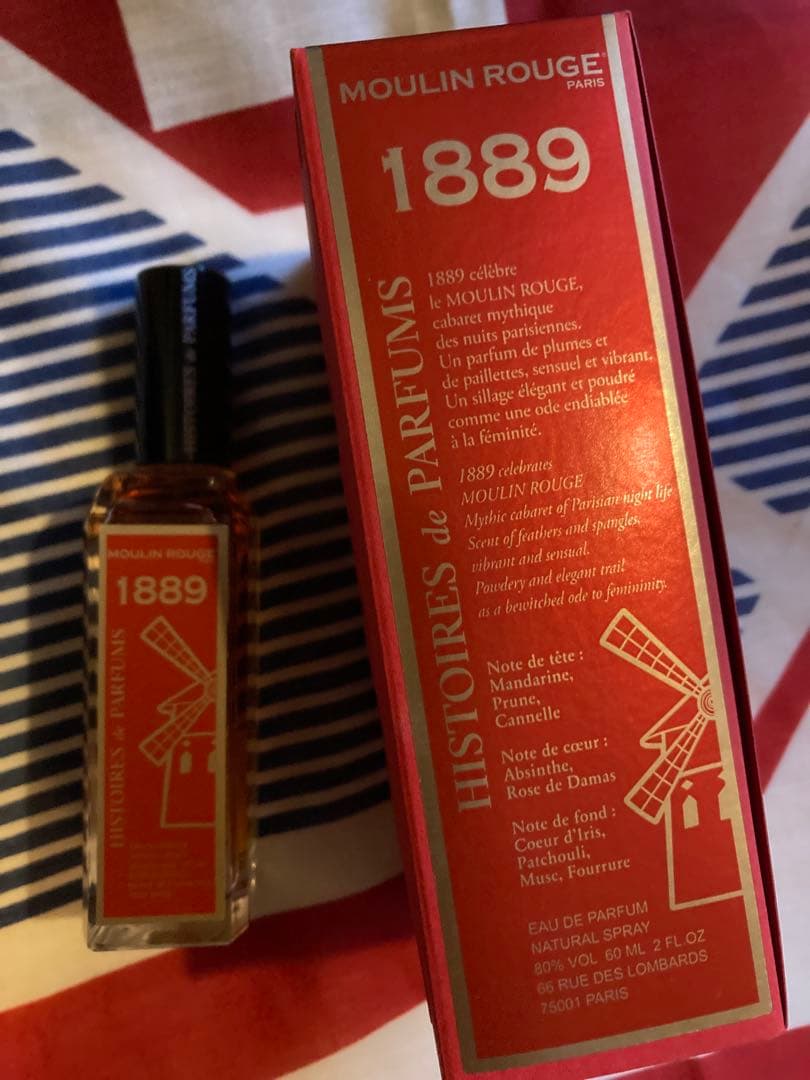 HISTOIRES de PARFUMS
MOULIN ROUGE
1889
HISTOIRES de PARFUMS
MOULIN ROUGE®
PARIS
1889
HISTOIRES de PARFUMS
1889 célèbre
le MOULIN ROUGE,
cabaret mythique
des nuits parisiennes.
Un parfum de plumes et
de paillettes, sensuel et vibrant.
Un sillage élégant et poudré
comme une ode endiablée
à la féminité.
1889 celebrates
MOULIN ROUGE
Mythic cabaret of Parisian night life
Scent of feathers and spangles,
vibrant and sensual.
Powdery and elegant trail
as a bewitched ode to femininity.
Note de tête :
Mandarine,
Prune,
Cannelle
Note de cœur :
Absinthe,
Rose de Damas
Note de fond :
Coeur d'Iris,
Patchouli,
Musc, Fourrure
EAU DE PARFUM
NATURAL SPRAY
80% VOL 60 ML 2 FL.OZ
66 RUE DES LOMBARDS
75001 PARIS